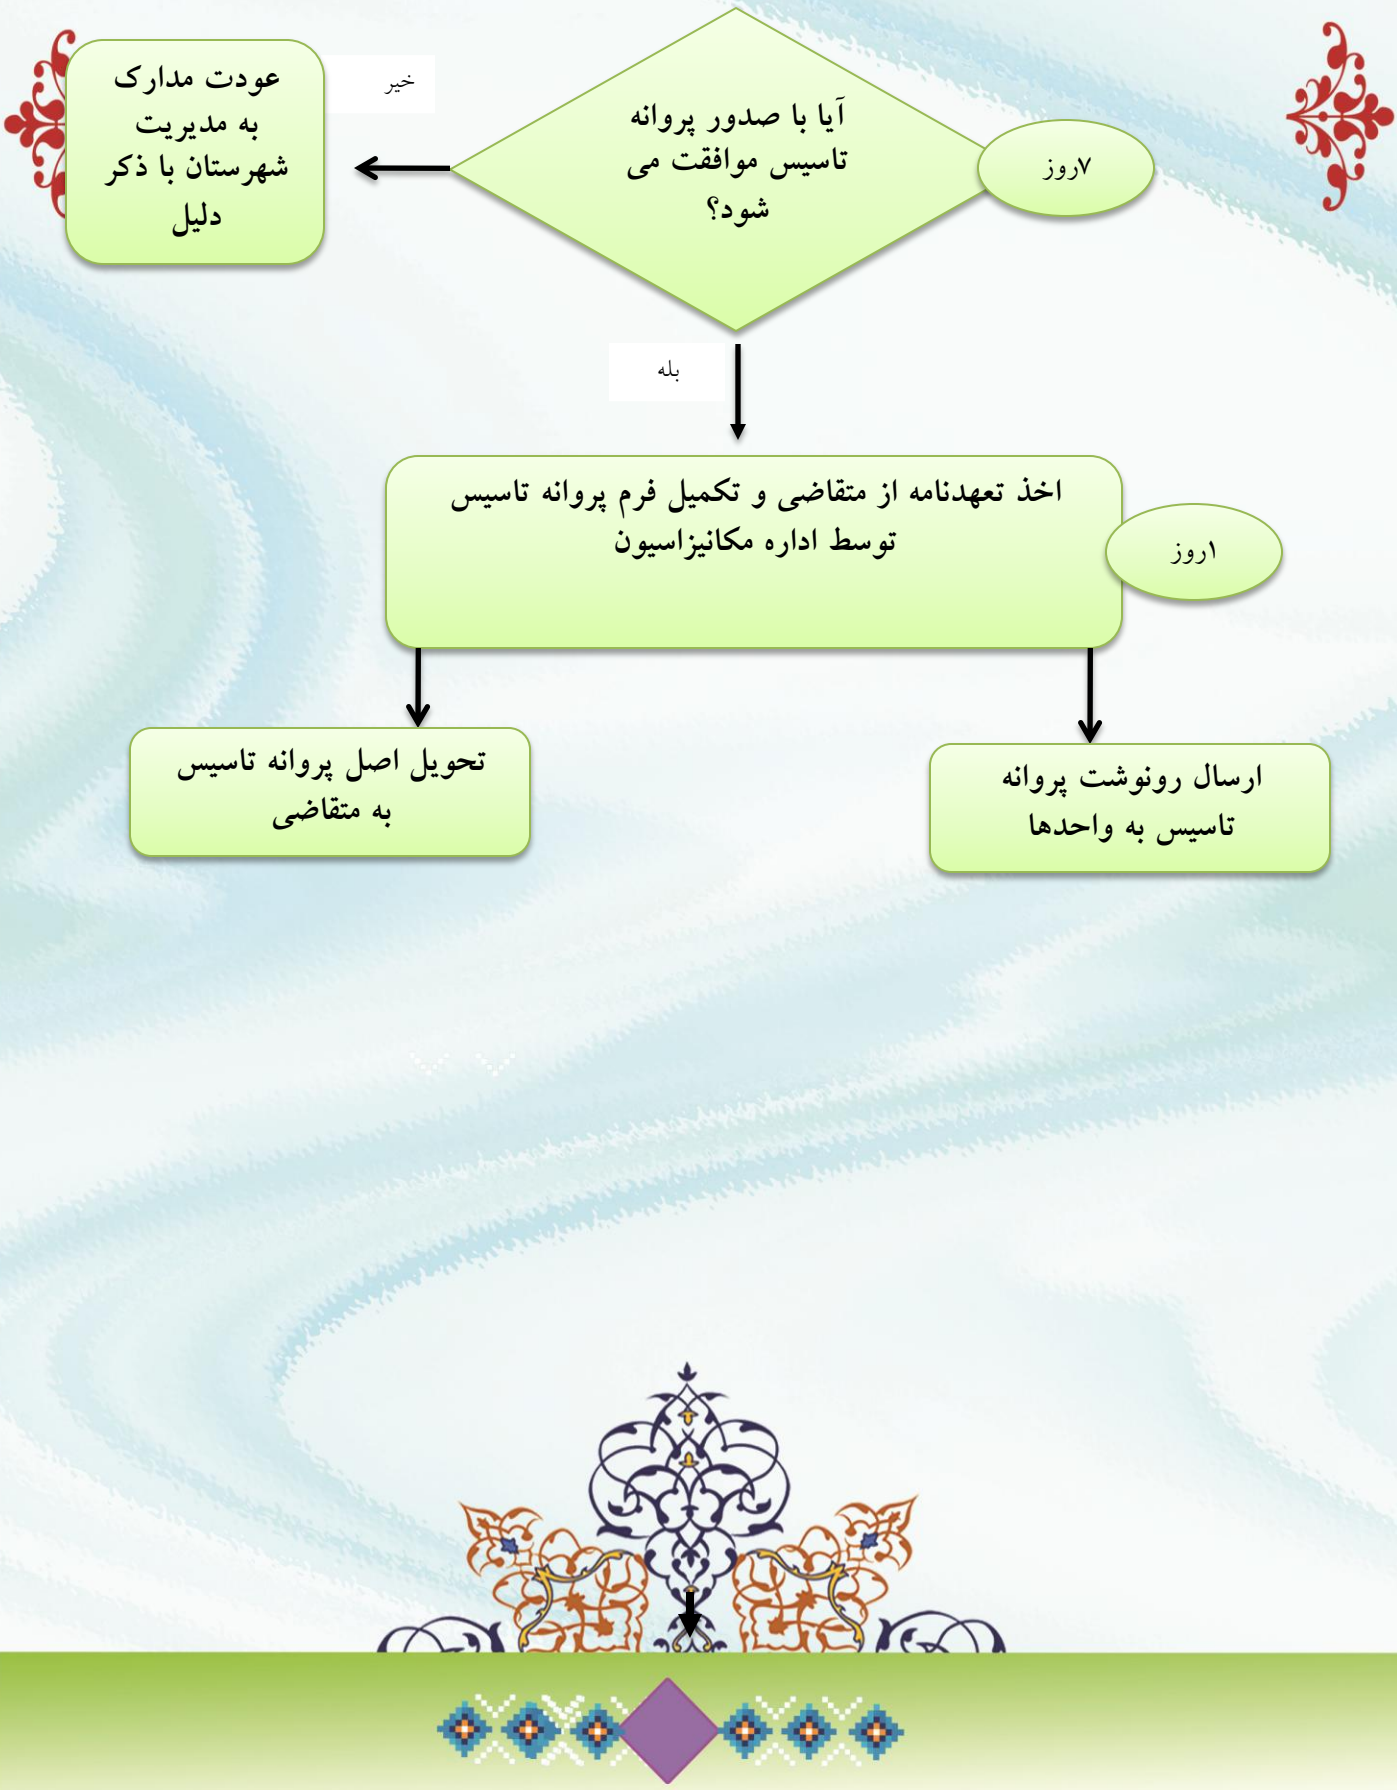 آیا با صدور پروانه
تاسیس موافقت می
شود؟
۷روز
خیر
عودت مدارک
به مدیریت
شهرستان با ذکر
دلیل
بله
اخذ تعهدنامه از متقاضی و تکمیل فرم پروانه تاسیس
توسط اداره مکانیزاسیون
۱روز
ارسال رونوشت پروانه
تاسیس به واحدها
تحویل اصل پروانه تاسیس
به متقاضی